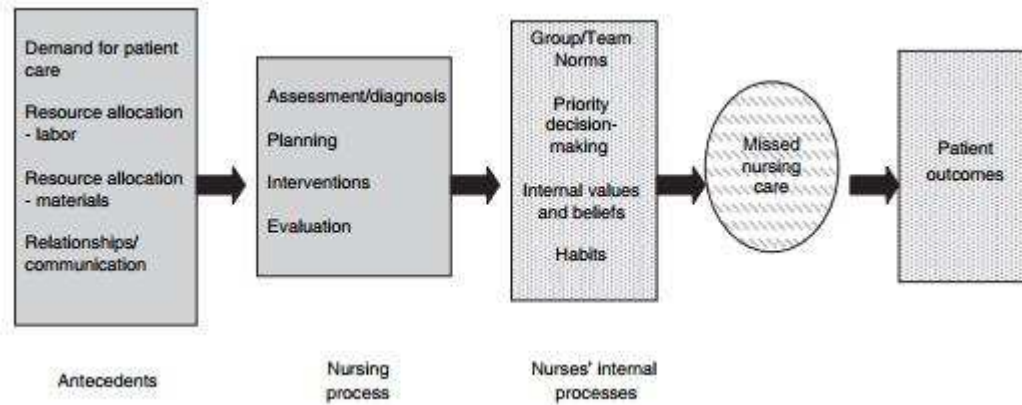 Demand for patient
care
Resource allocation
- labor
Resource allocation
- materials
Relationships/
communication
Assessment/diagnosis
Planning
Interventions
Evaluation
Group/Team
Norms
Priority
decision-
making
Internal values
and beliefs
Habits
Missed
nursing
care
Patient
outcomes
Antecedents
Nursing
process
Nurses' internal
processes